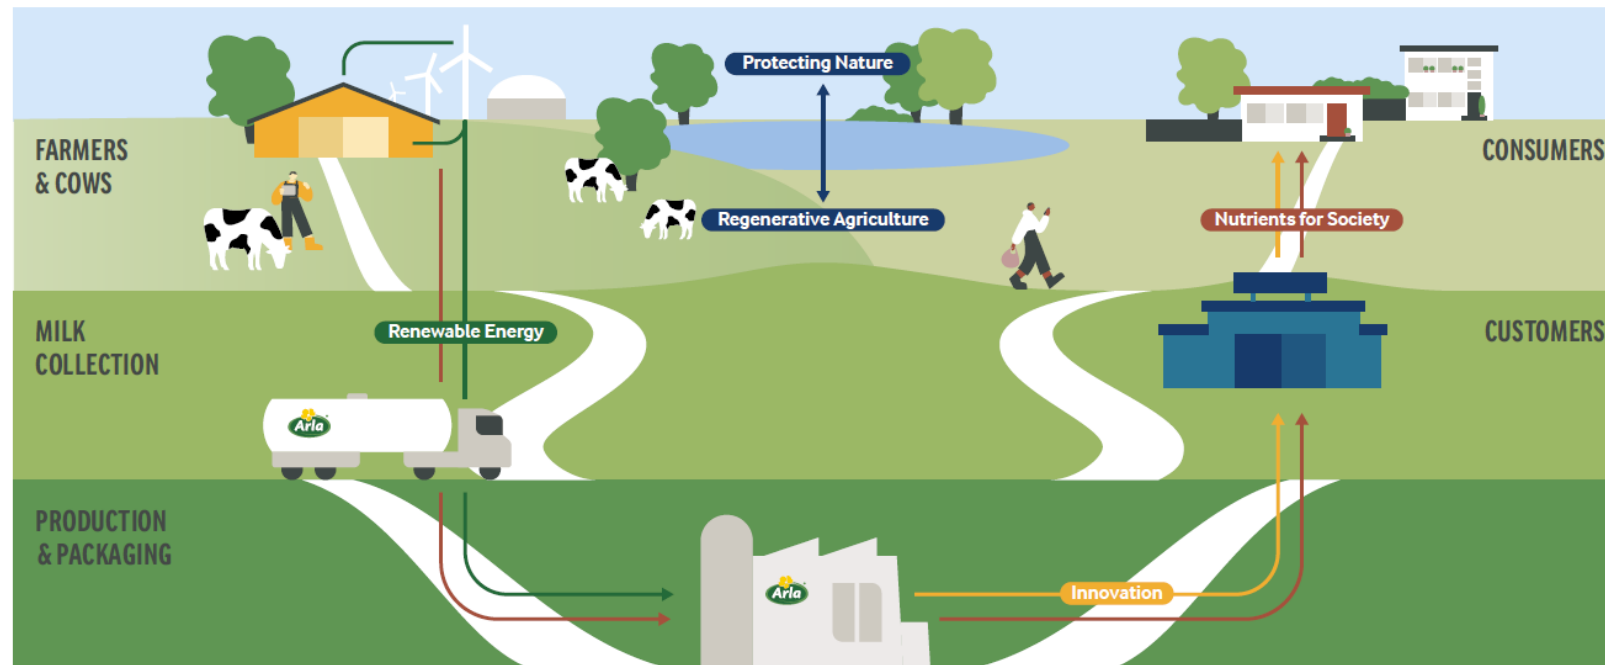 Protecting Nature
FARMERS
& COWS
CONSUMERS
Regenerative Agriculture
Nutrients for Society
MILK
COLLECTION
Renewable Energy
CUSTOMERS
Arla
PRODUCTION
& PACKAGING
Arla
Innovation